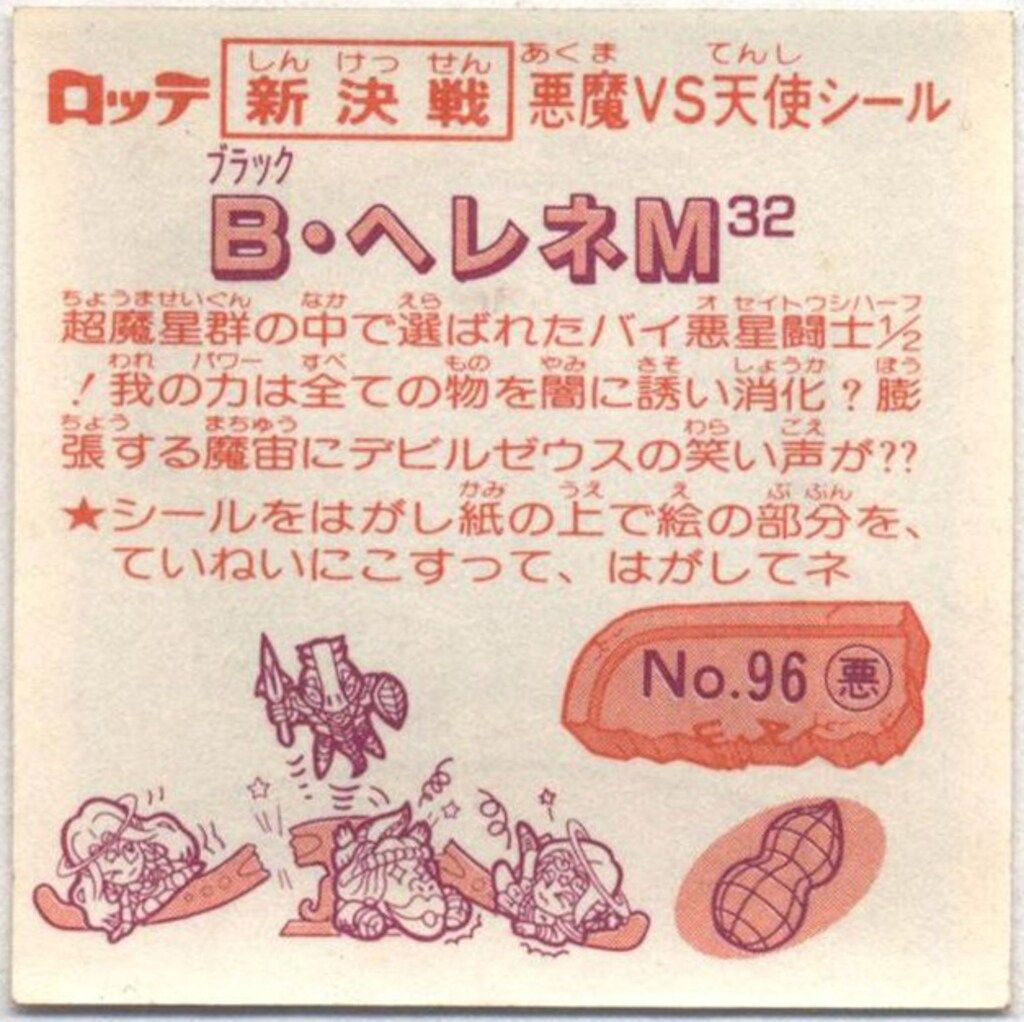 ロッテ 新決戦 悪魔VS天使シール
しん けっ せん あくま てんし
ブラック
B・ヘレネM32
ちょうませいぐん なか えら オ セイトウシハーフ
超魔星群の中で選ばれたバイ悪星闘士1/2
われ パワー すべ もの やみ さそ しょうか ぼう
!我の力は全ての物を闇に誘い消化?膨
ちょう まちゅう わら ごえ
張する魔宙にデビルゼウスの笑い声が??
かみ うえ え ぶぶん
★シールをはがし紙の上で絵の部分を、
ていねいにこすって、はがしてネ
No.96 悪